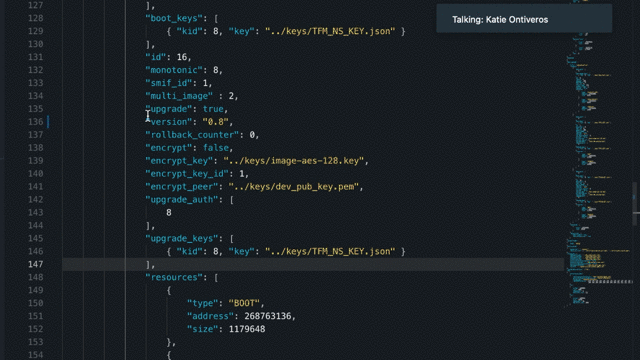 Talking: Katie Ontiveros
127 ],
128 "boot_keys": [
129 { "kid": 8, "key": "../keys/TFM_NS_KEY.json" }
130 ],
131 "id": 16,
132 "monotonic": 8,
133 "smif_id": 1,
134 "multi_image" : 2,
135 "upgrade": true,
136 "version": "0.8",
137 "rollback_counter": 0,
138 "encrypt": false,
139 "encrypt_key": "../keys/image-aes-128.key",
140 "encrypt_key_id": 1,
141 "encrypt_peer": "../keys/dev_pub_key.pem",
142 "upgrade_auth": [
143 8
144 ],
145 "upgrade_keys": [
146 { "kid": 8, "key": "../keys/TFM_NS_KEY.json" }
147 ],
148 "resources": [
149 {
150 "type": "BOOT",
151 "address": 268763136,
152 "size": 1179648
153 },
154 {